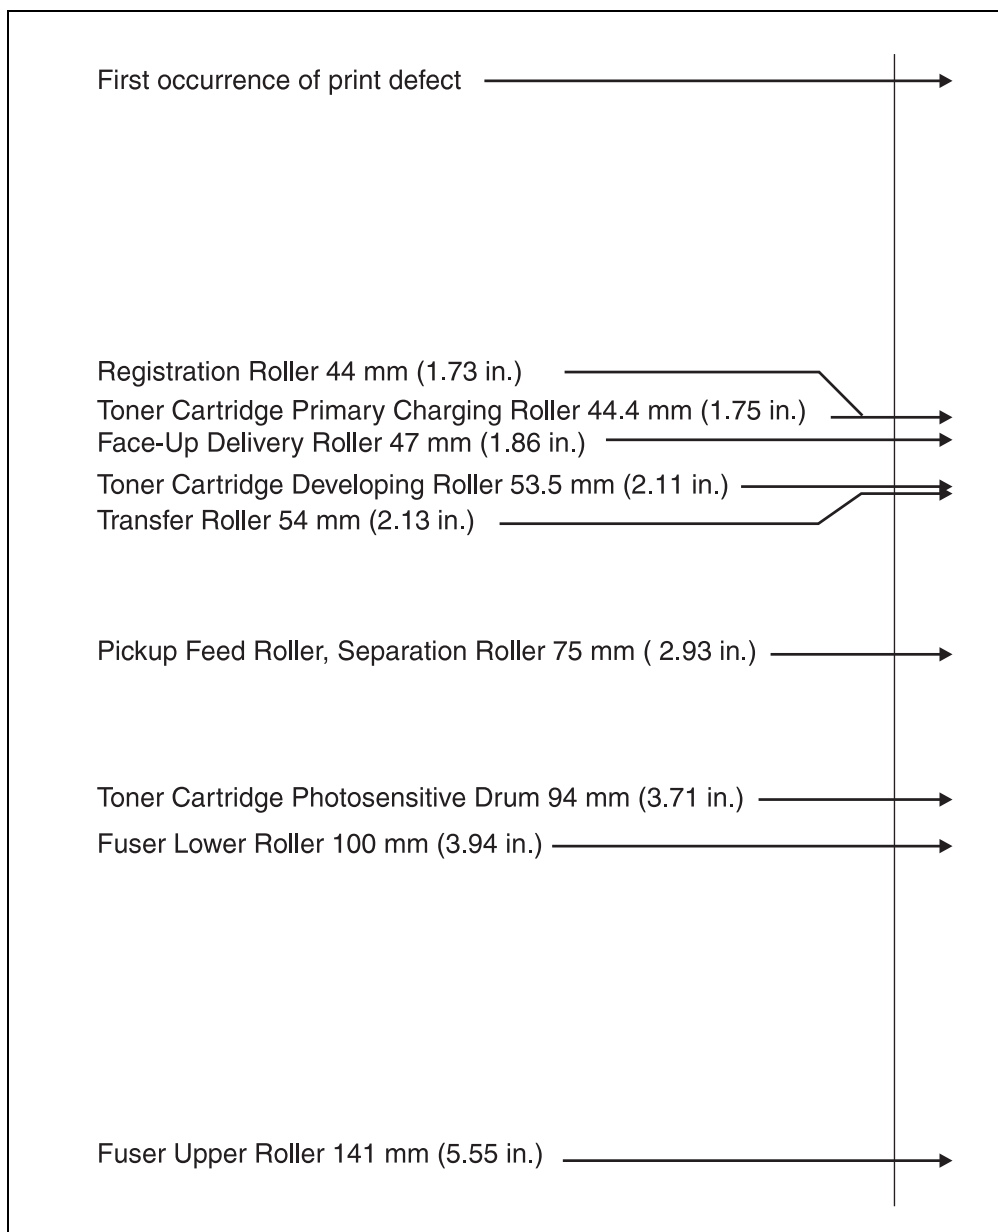 First occurrence of print defect
Registration Roller 44 mm (1.73 in.)
Toner Cartridge Primary Charging Roller 44.4 mm (1.75 in.)
Face-Up Delivery Roller 47 mm (1.86 in.)
Toner Cartridge Developing Roller 53.5 mm (2.11 in.)
Transfer Roller 54 mm (2.13 in.)
Pickup Feed Roller, Separation Roller 75 mm ( 2.93 in.)
Toner Cartridge Photosensitive Drum 94 mm (3.71 in.)
Fuser Lower Roller 100 mm (3.94 in.)
Fuser Upper Roller 141 mm (5.55 in.)